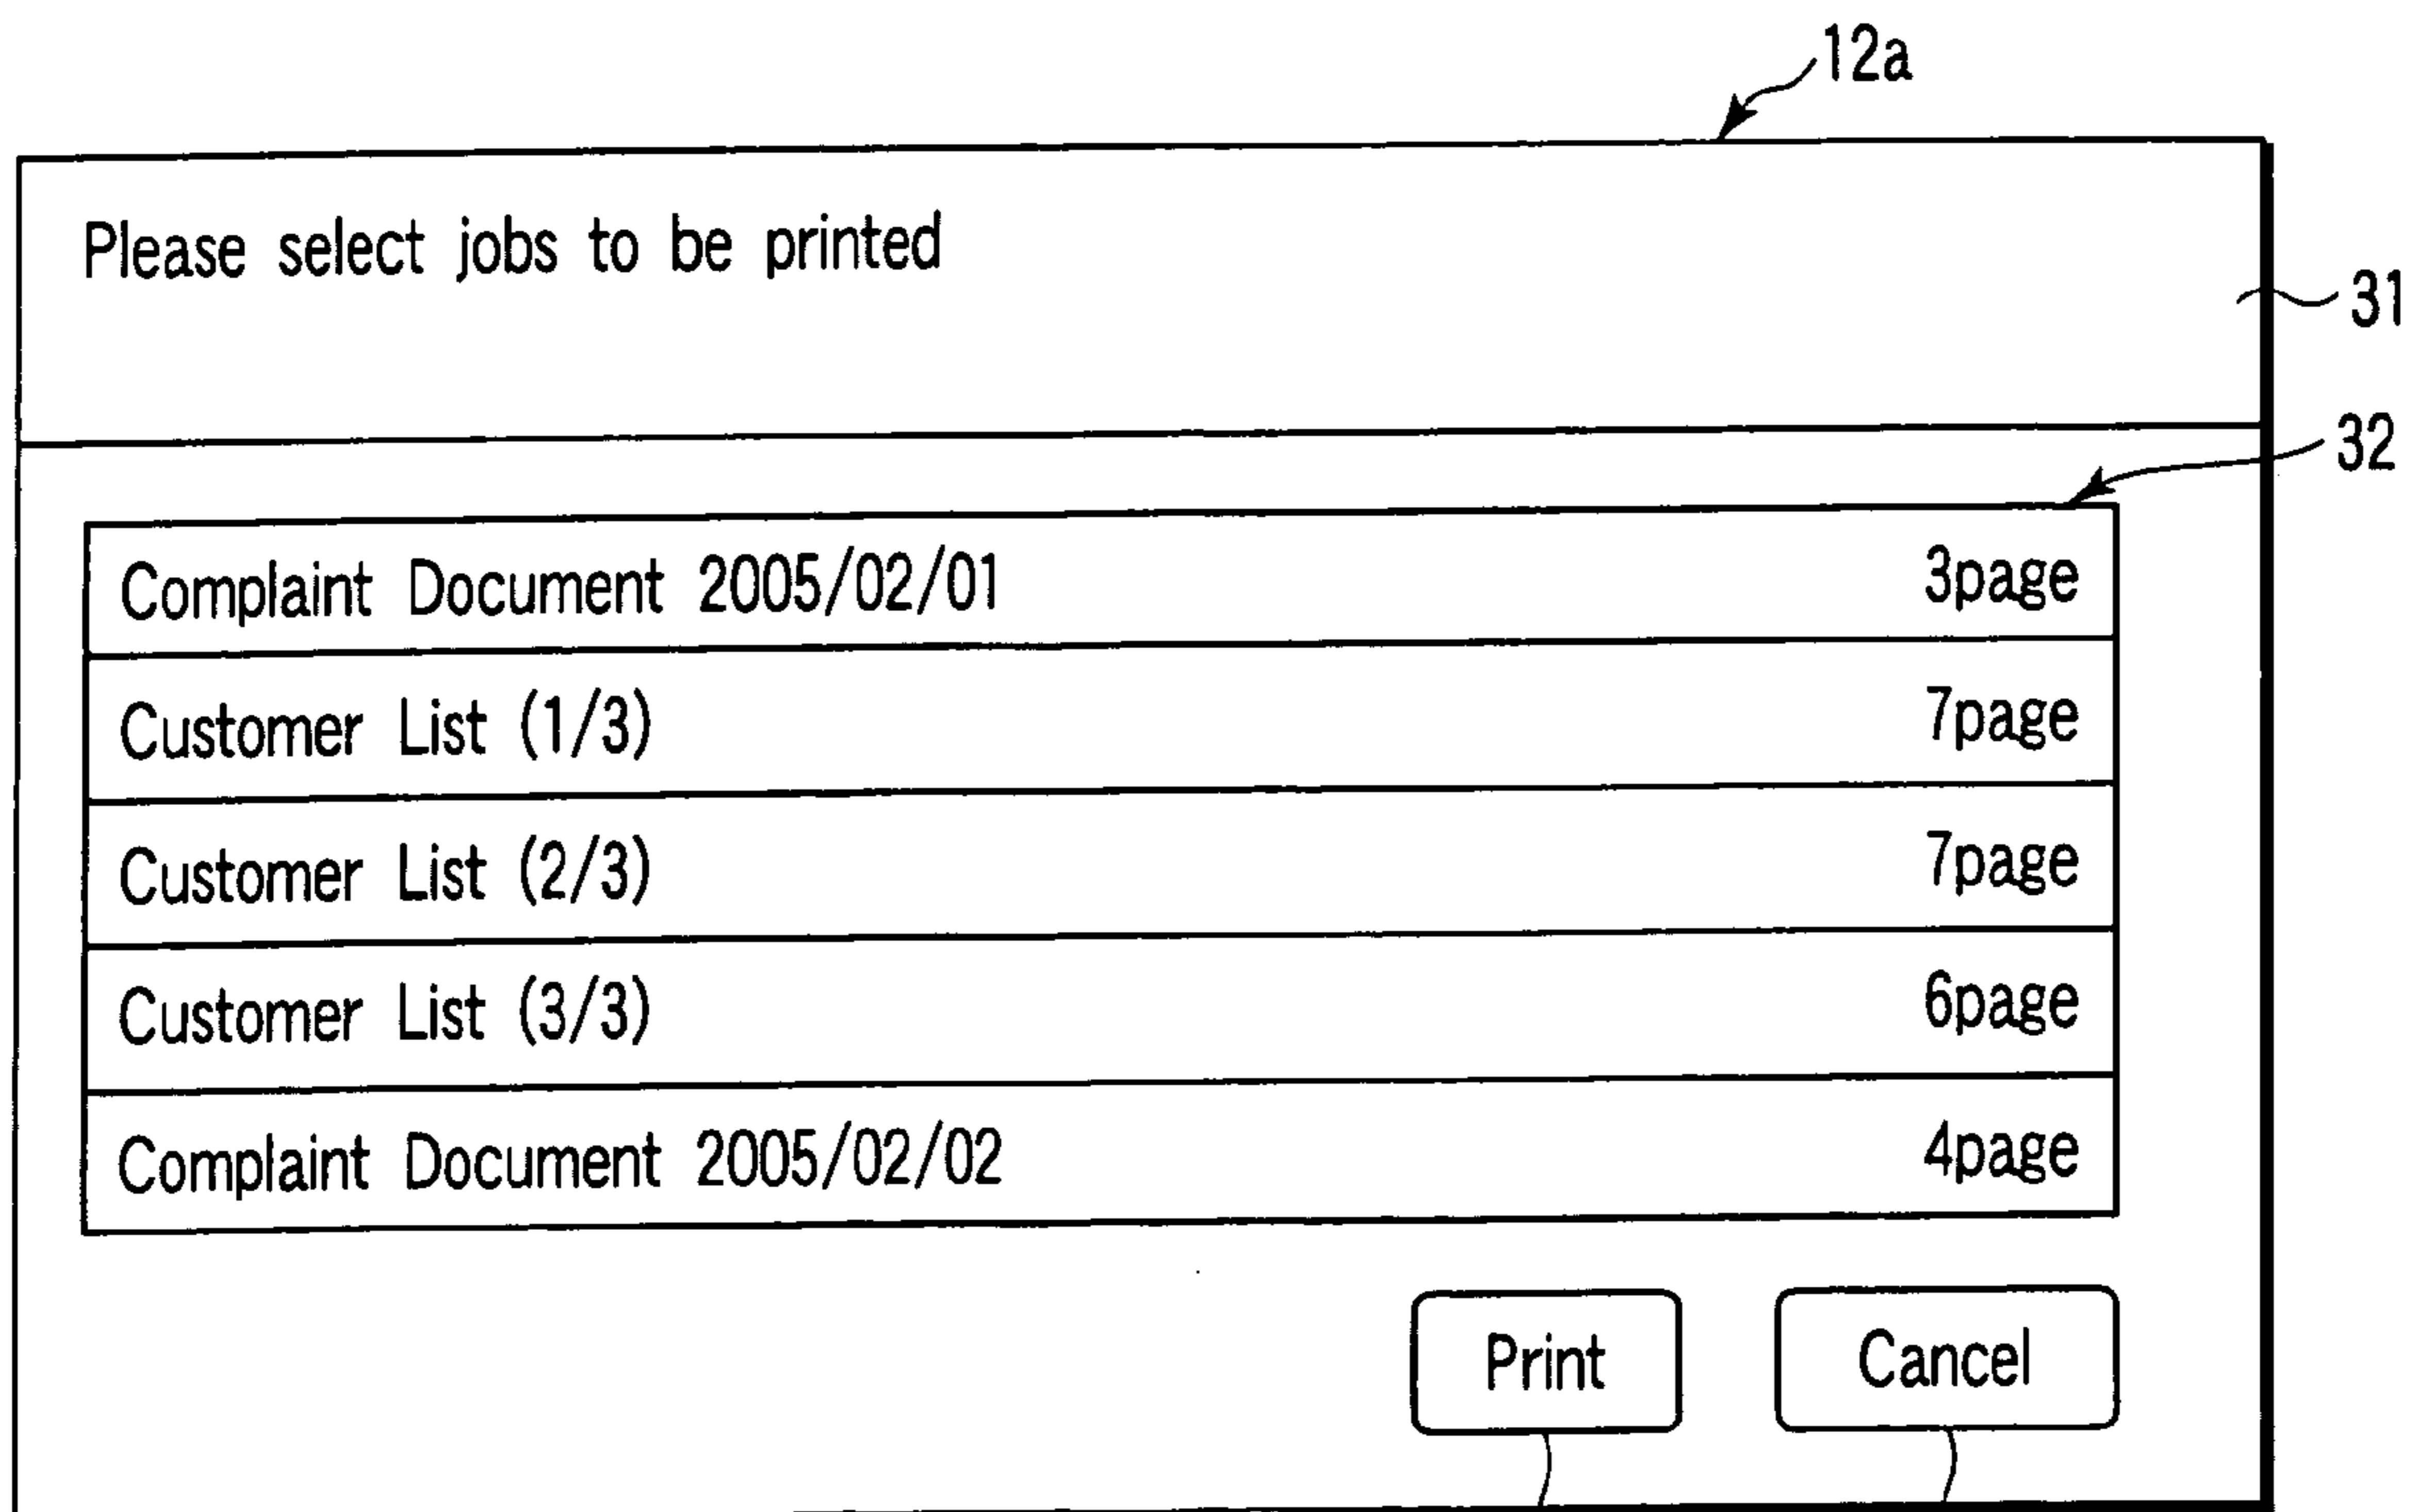 12a
Please select jobs to be printed
31
32
Complaint Document 2005/02/01 3page
Customer List (1/3) 7page
Customer List (2/3) 7page
Customer List (3/3) 6page
Complaint Document 2005/02/02 4page
Print Cancel